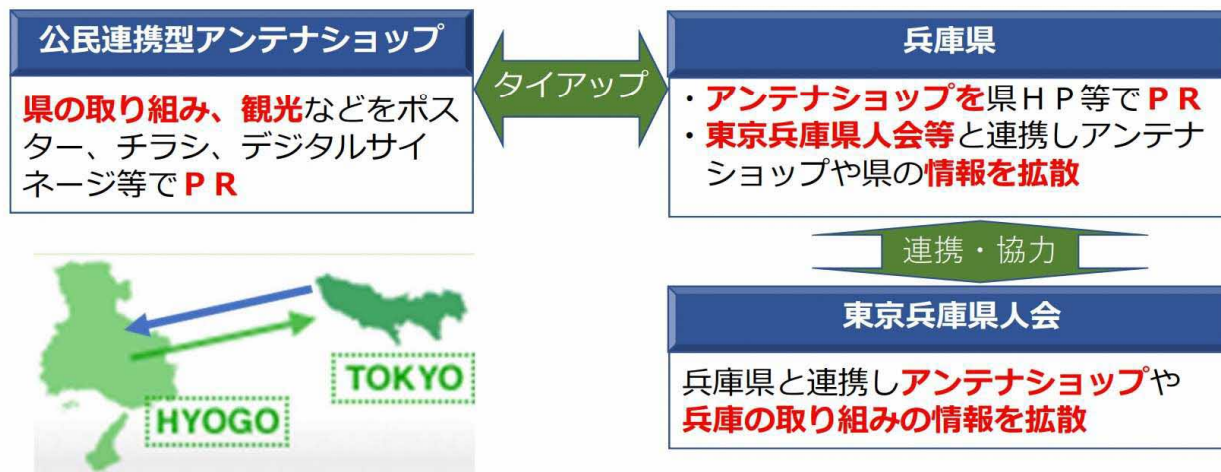 公民連携型アンテナショップ
県の取り組み、観光などをポス
ター、チラシ、デジタルサイ
ネージ等でＰＲ
タイアップ
兵庫県
・アンテナショップを県ＨＰ等でＰＲ
・東京兵庫県人会等と連携しアンテナ
ショップや県の情報を拡散
連携・協力
東京兵庫県人会
兵庫県と連携しアンテナショップや
兵庫の取り組みの情報を拡散
TOKYO
HYOGO